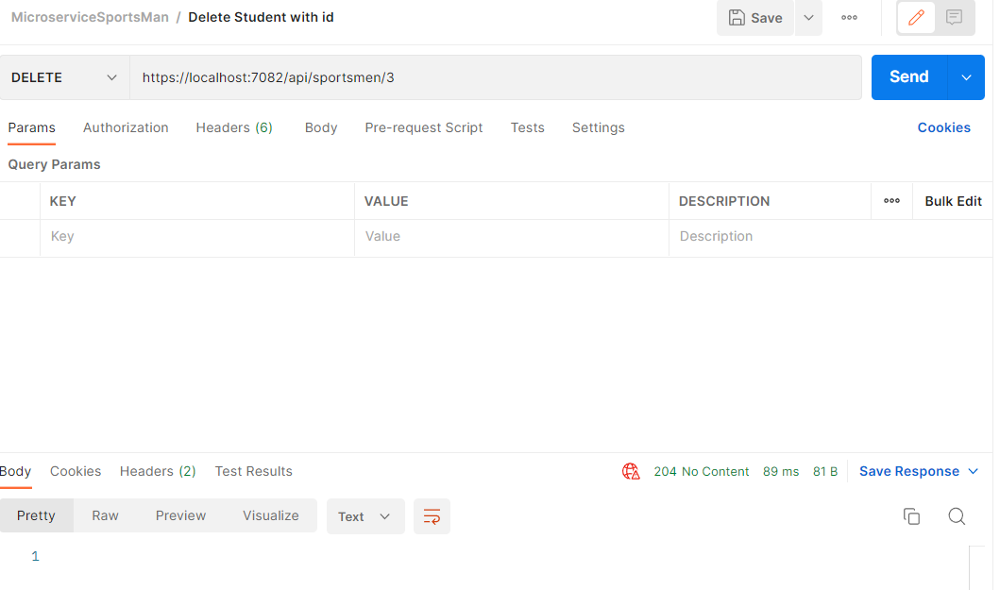 MicroserviceSportsMan / Delete Student with id
Save
DELETE
https://localhost:7082/api/sportsmen/3
Send
Params Authorization Headers (6) Body Pre-request Script Tests Settings Cookies
Query Params
KEY VALUE DESCRIPTION Bulk Edit
Key Value Description
Body Cookies Headers (2) Test Results 204 No Content 89 ms 81 B Save Response
Pretty Raw Preview Visualize Text
1